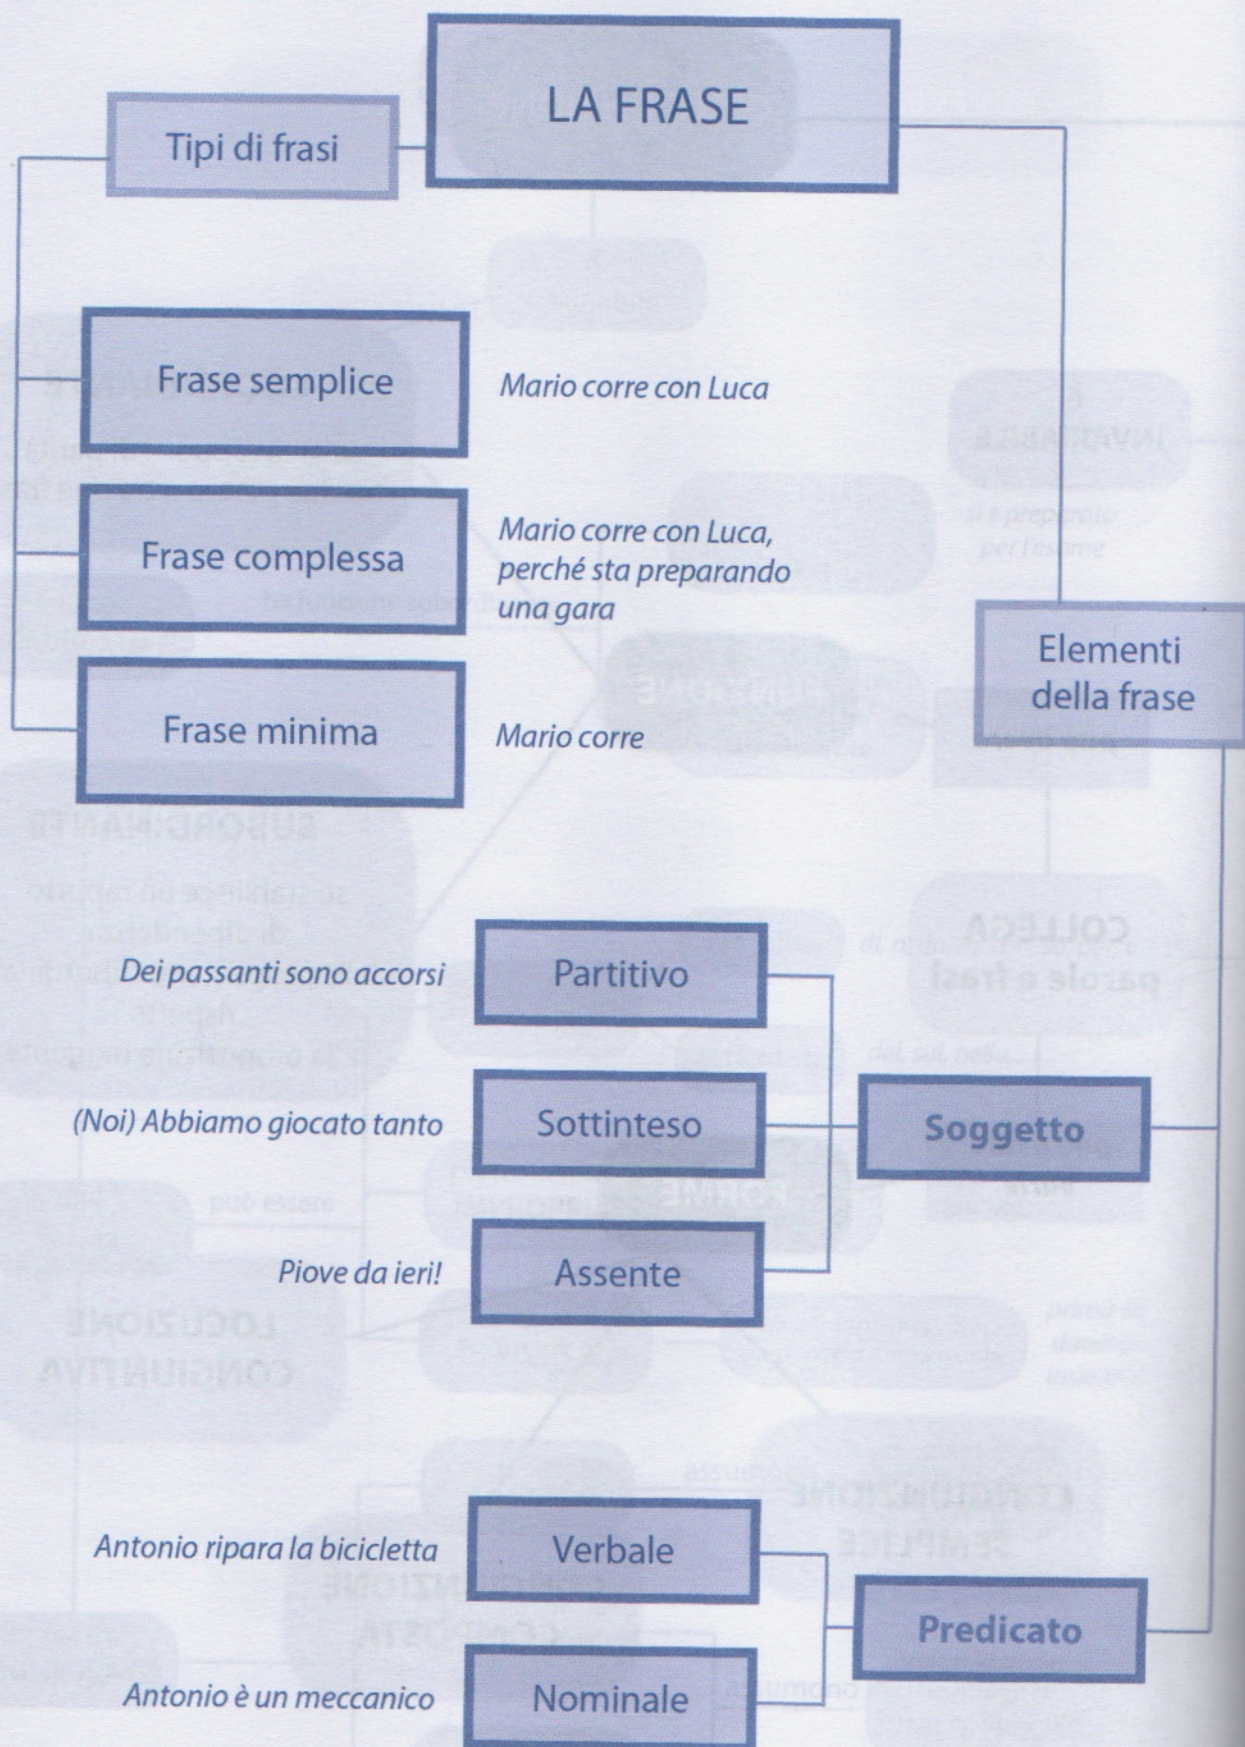 LA FRASE
Tipi di frasi
Frase semplice
Mario corre con Luca
Frase complessa
Mario corre con Luca,
perché sta preparando
una gara
Frase minima
Mario corre
Elementi
della frase
Dei passanti sono accorsi
Partitivo
(Noi) Abbiamo giocato tanto
Sottinteso
Soggetto
Piove da ieri!
Assente
Antonio ripara la bicicletta
Verbale
Predicato
Antonio è un meccanico
Nominale